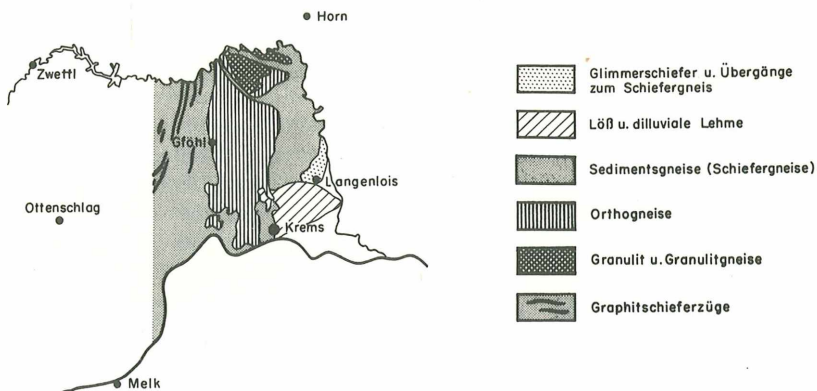 Horn
Zwettl
Gföhl
Langenlois
Ottenschlag
Krems
Melk
Glimmerschiefer u. Übergänge
zum Schiefergneis
Löß u. dilluviale Lehme
Sedimentsgneise (Schiefergneise)
Orthogneise
Granulit u. Granulitgneise
Graphitschieferzüge